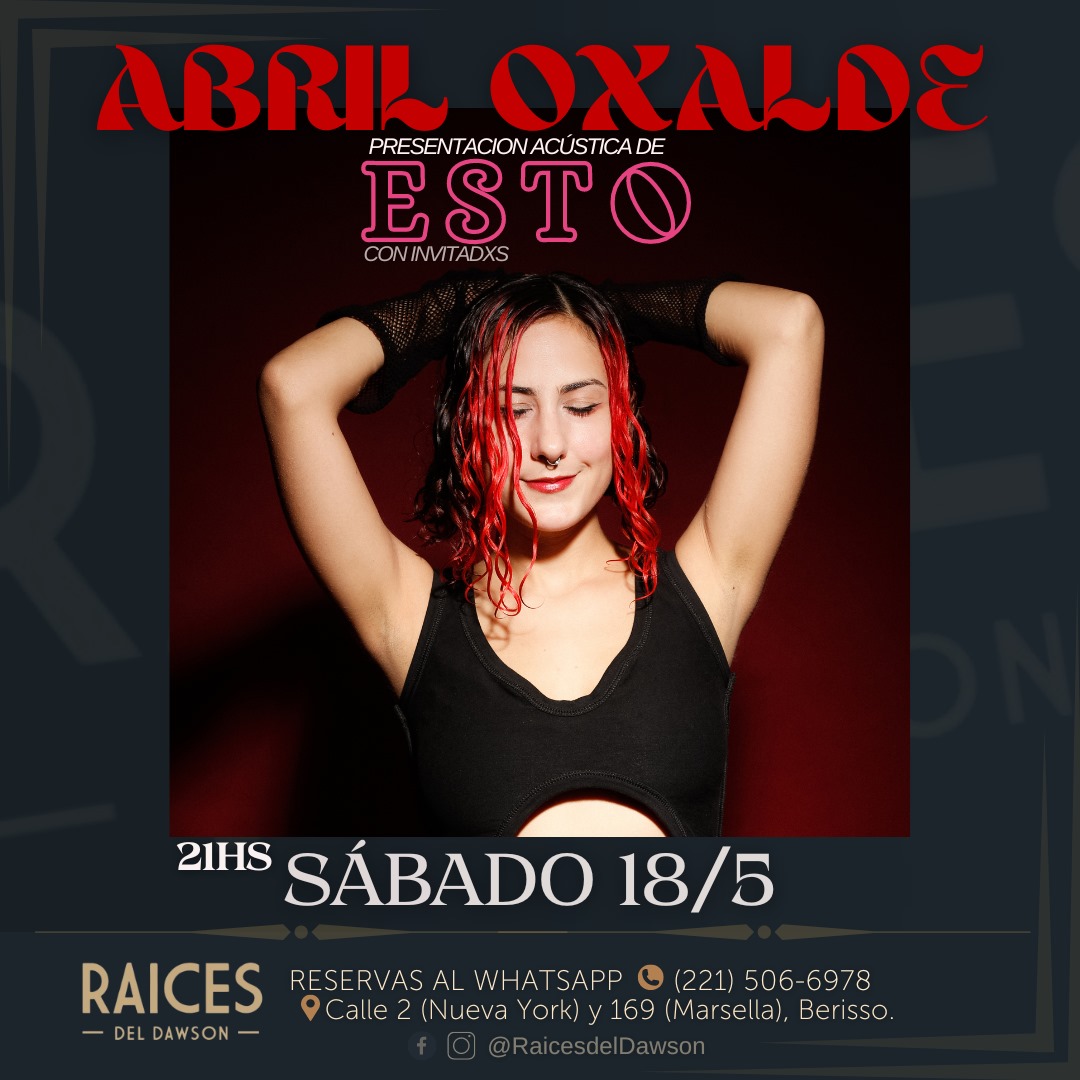 ABRIL OXALDE
PRESENTACION ACÚSTICA DE
ESTO
CON INVITADXS
21HS
SÁBADO 18/5
RAICES
DEL DAWSON
RESERVAS AL WHATSAPP (221) 506-6978
Calle 2 (Nueva York) y 169 (Marsella), Berisso.
@RaicesdelDawson